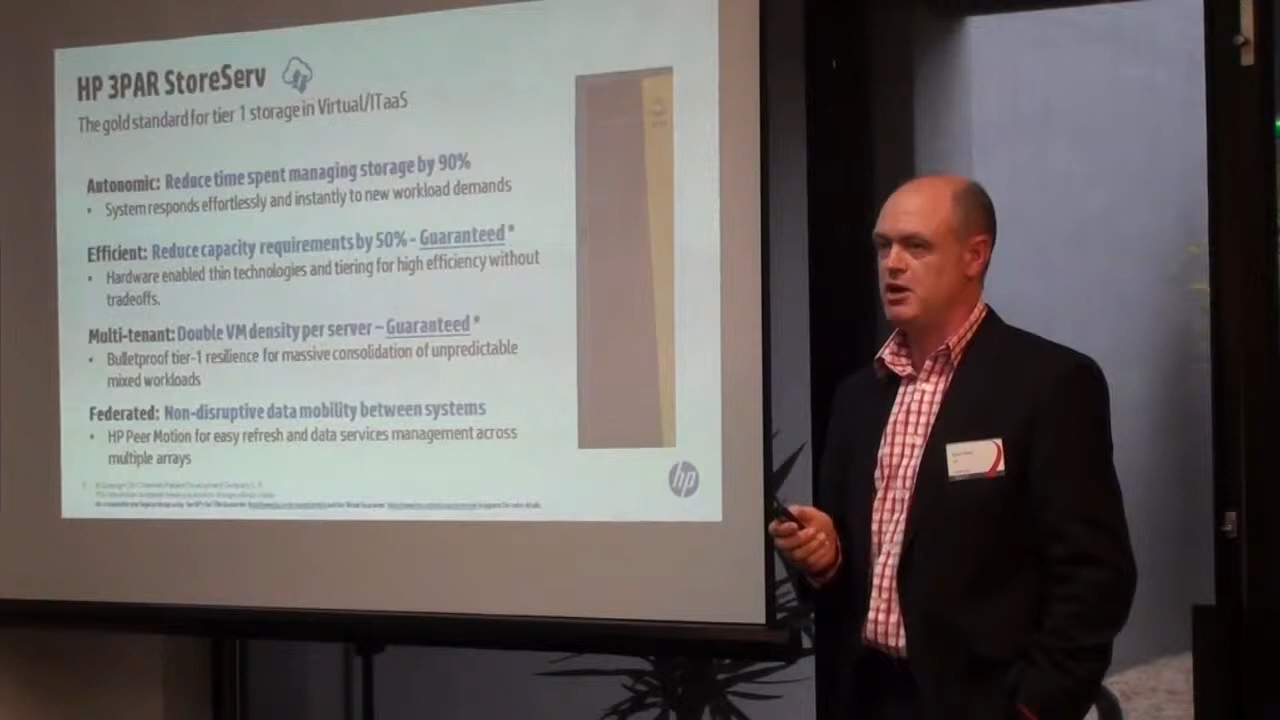 HP 3PAR StoreServ
The gold standard for tier 1 storage in Virtual/ITaaS
Autonomic: Reduce time spent managing storage by 90%
• System responds effortlessly and instantly to new workload demands
Efficient: Reduce capacity requirements by 50% - Guaranteed*
• Hardware enabled thin technologies and tiering for high efficiency without
tradeoffs.
Multi-tenant: Double VM density per server – Guaranteed*
• Bulletproof tier-1 resilience for massive consolidation of unpredictable
mixed workloads
Federated: Non-disruptive data mobility between systems
• HP Peer Motion for easy refresh and data services management across
multiple arrays
hp